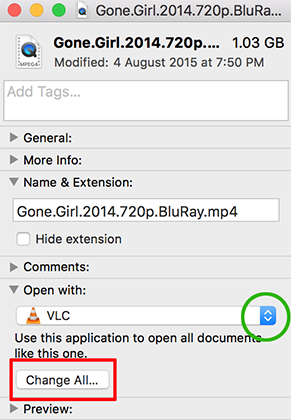 Gone.Girl.2014.720p.BluRa...
Gone.Girl.2014.720p.... 1.03 GB
MPEG4
Modified: 4 August 2015 at 7:50 PM
Add Tags...
General:
More Info:
Name & Extension:
Gone.Girl.2014.720p.BluRay.mp4
Hide extension
Comments:
Open with:
VLC
Use this application to open all documents
like this one.
Change All...
Preview: